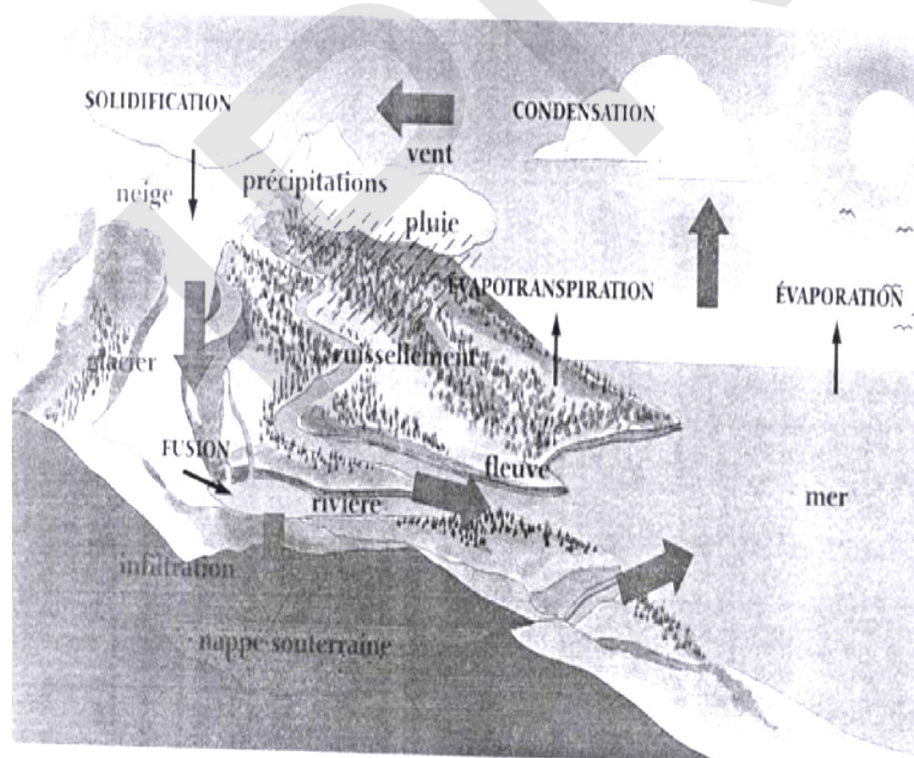 SOLIDIFICATION
CONDENSATION
vent
neige
précipitations
pluie
ÉVAPOTRANSPIRATION
ÉVAPORATION
ruissellement
glacier
FUSION
fleuve
rivière
mer
infiltration
nappe souterraine